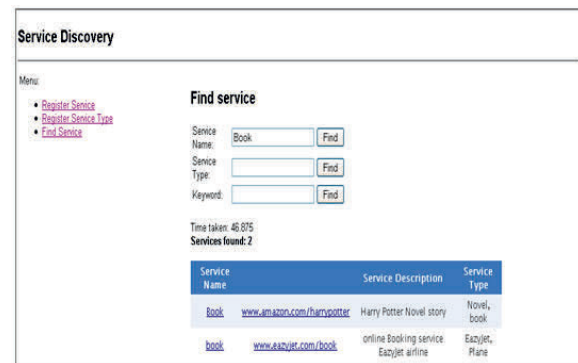 Service Discovery
Menu:
Register Service
Register Service Type
Find Service
Find service
Service Name: Book Find
Service Type: Find
Keyword: Find
Time taken: 46.875
Services found: 2
Service Name Service Description Service Type
Book www.amazon.com/harrypotter Harry Potter Novel story Novel, book
book www.eazyjet.com/book online Booking service EazyJet airline EazyJet, Plane